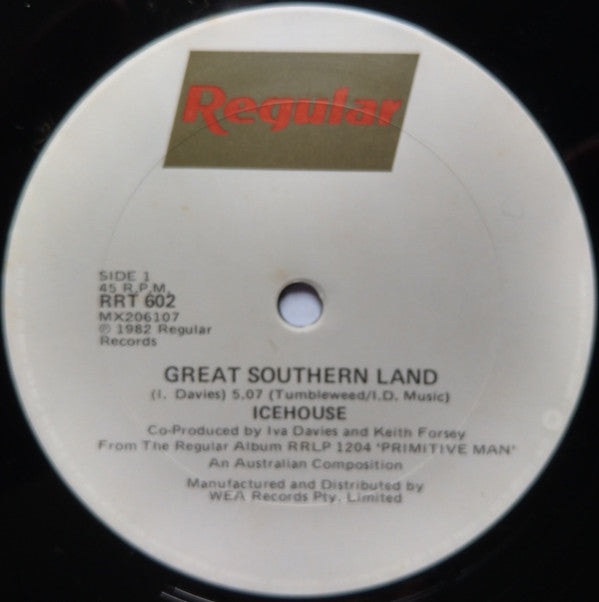 Regular
SIDE 1
45 R.P.M.
RRT 602
MX206107
℗ 1982 Regular
Records
GREAT SOUTHERN LAND
(I. Davies) 5.07 (Tumbleweed/I.D. Music)
ICEHOUSE
Co-Produced by Iva Davies and Keith Forsey
From The Regular Album RRLP 1204 'PRIMITIVE MAN'
An Australian Composition
Manufactured and Distributed by
WEA Records Pty. Limited